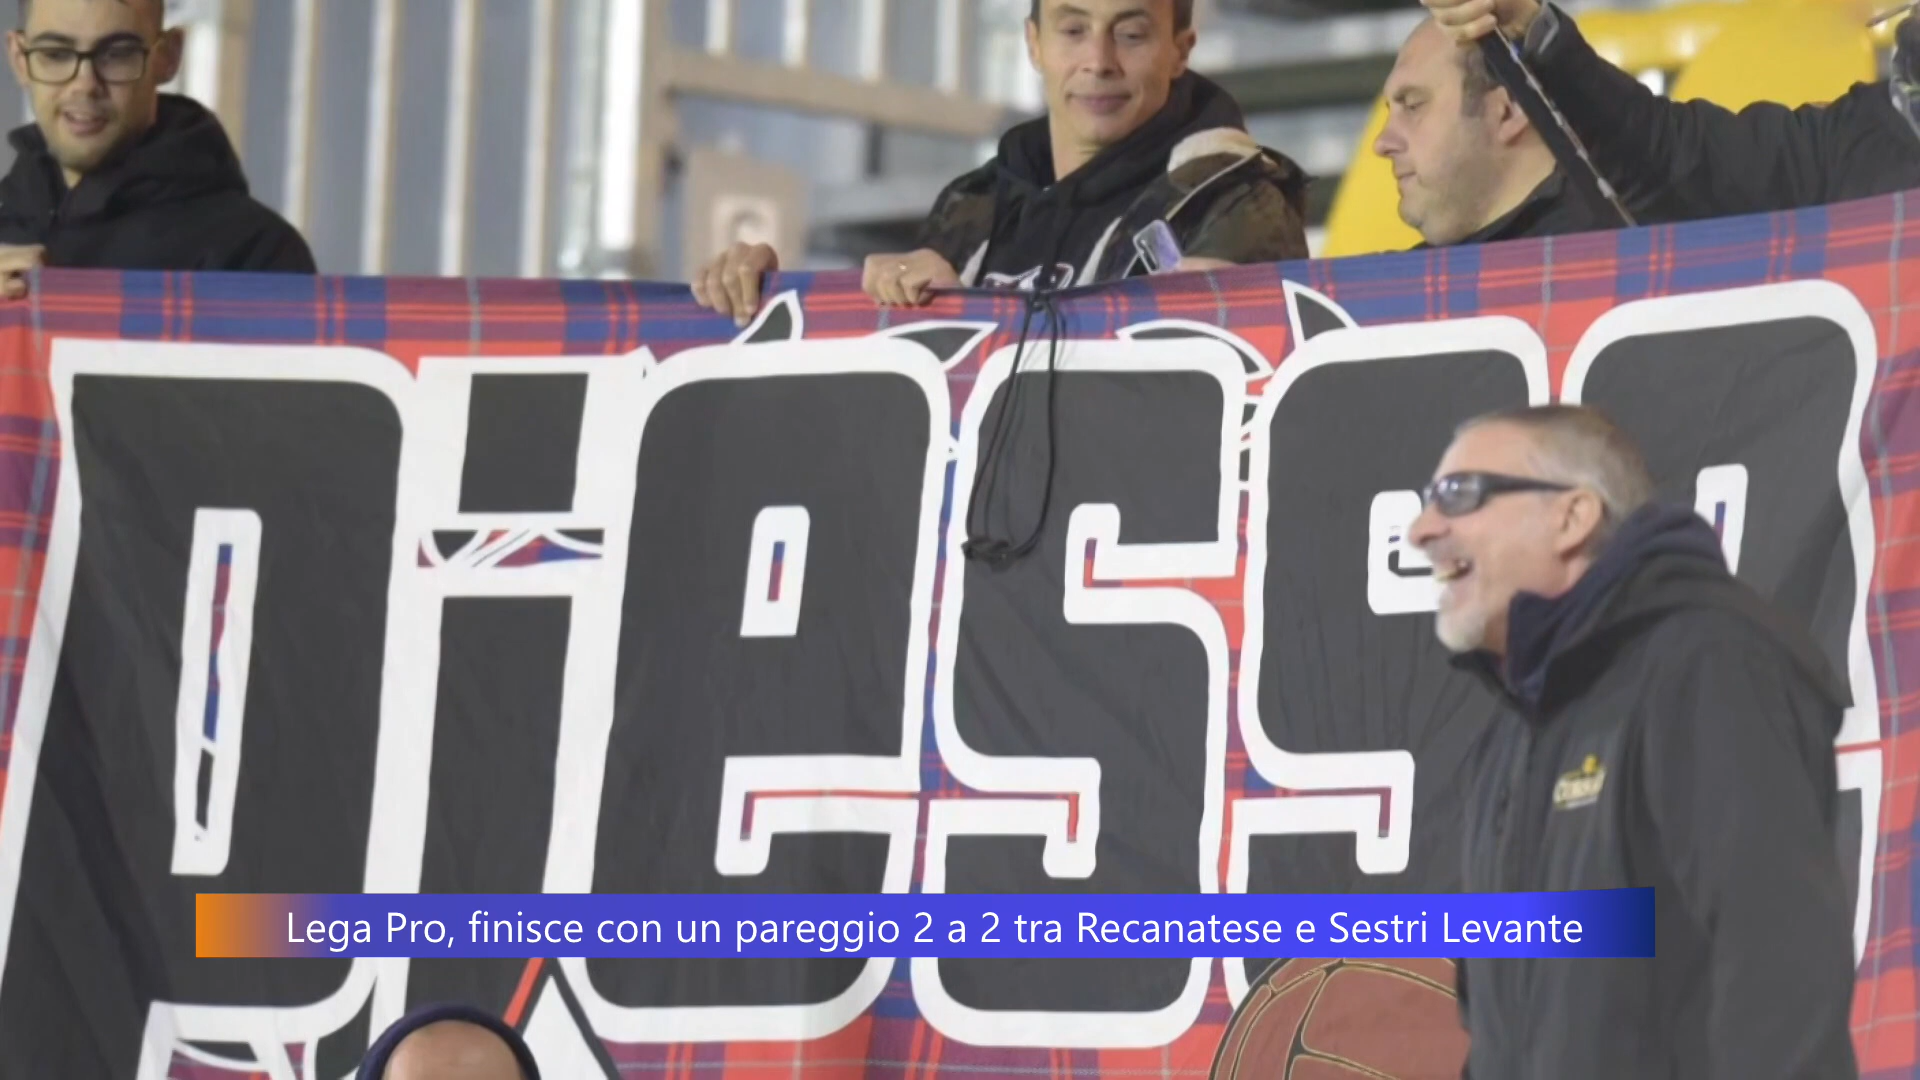 Diesse
Lega Pro, finisce con un pareggio 2 a 2 tra Recanatese e Sestri Levante